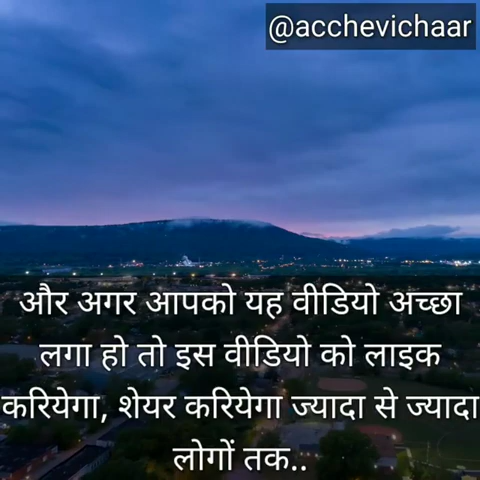 @acchevichaar
और अगर आपको यह वीडियो अच्छा
लगा हो तो इस वीडियो को लाइक
करियेगा, शेयर करियेगा ज्यादा से ज्यादा
लोगों तक..